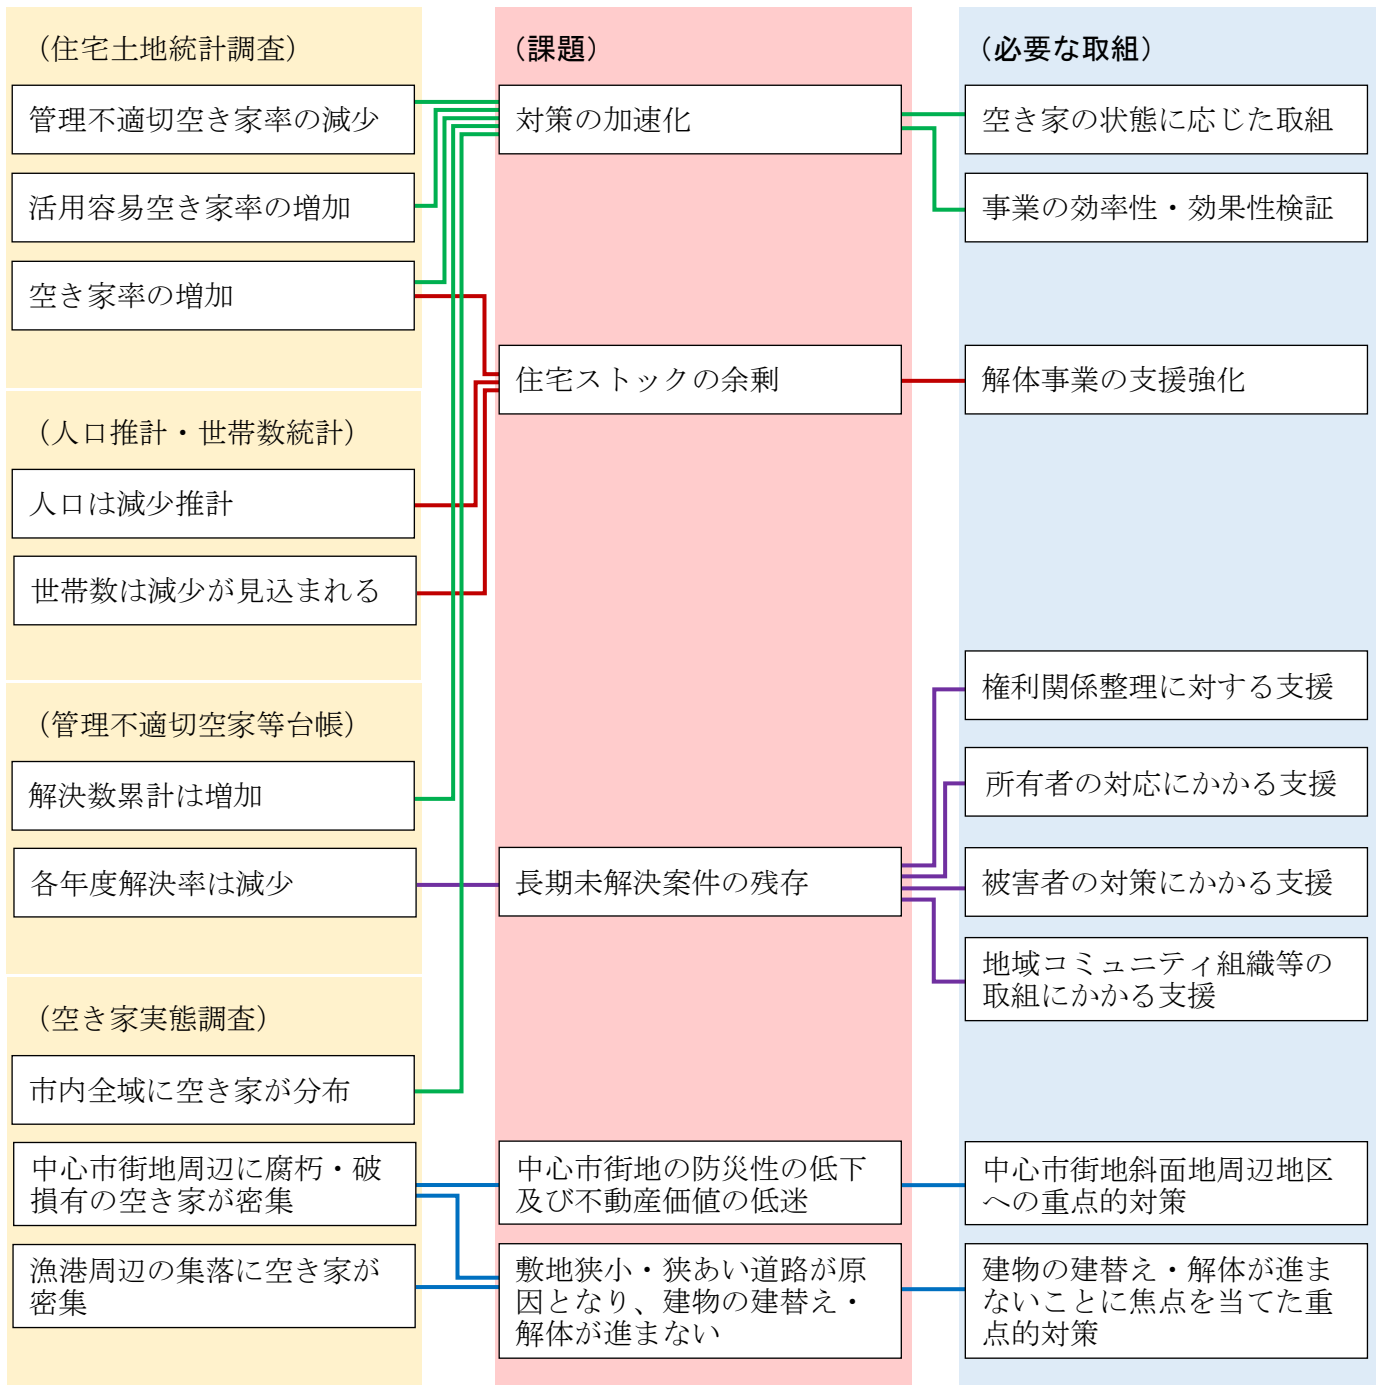 （住宅土地統計調査）
管理不適切空き家率の減少
活用容易空き家率の増加
空き家率の増加
（人口推計・世帯数統計）
人口は減少推計
世帯数は減少が見込まれる
（管理不適切空家等台帳）
解決数累計は増加
各年度解決率は減少
（空き家実態調査）
市内全域に空き家が分布
中心市街地周辺に腐朽・破
損有の空き家が密集
漁港周辺の集落に空き家が
密集
（課題）
対策の加速化
住宅ストックの余剰
長期未解決案件の残存
中心市街地の防災性の低下
及び不動産価値の低迷
敷地狭小・狭あい道路が原
因となり、建物の建替え・
解体が進まない
（必要な取組）
空き家の状態に応じた取組
事業の効率性・効果性検証
解体事業の支援強化
権利関係整理に対する支援
所有者の対応にかかる支援
被害者の対策にかかる支援
地域コミュニティ組織等の
取組にかかる支援
中心市街地斜面地周辺地区
への重点的対策
建物の建替え・解体が進ま
ないことに焦点を当てた重
点的対策